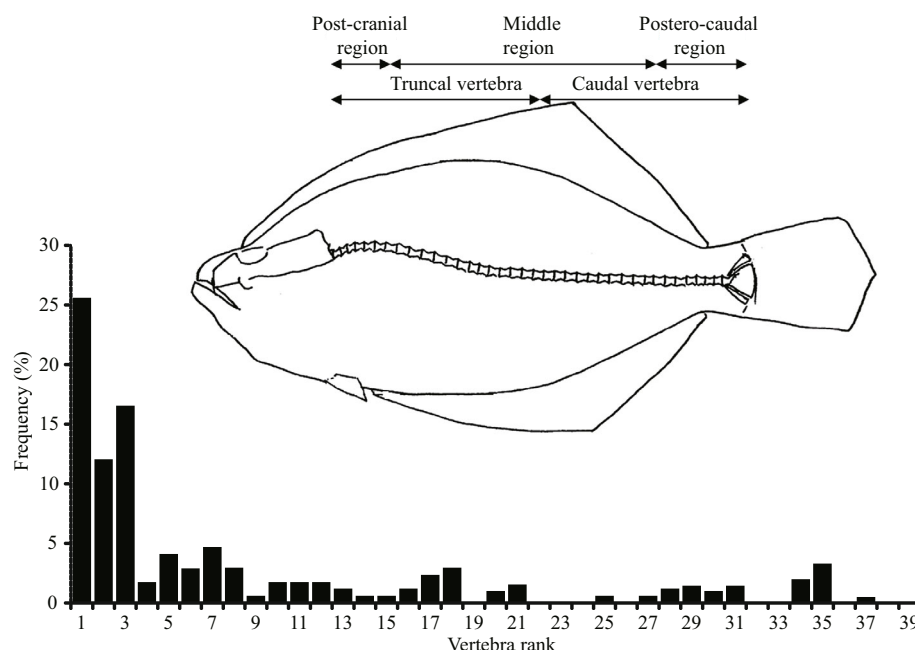 Post-cranial region
Middle region
Postero-caudal region
Truncal vertebra
Caudal vertebra
Frequency (%)
30
25
20
15
10
5
0
1 3 5 7 9 11 13 15 17 19 21 23 25 27 29 31 33 35 37 39
Vertebra rank